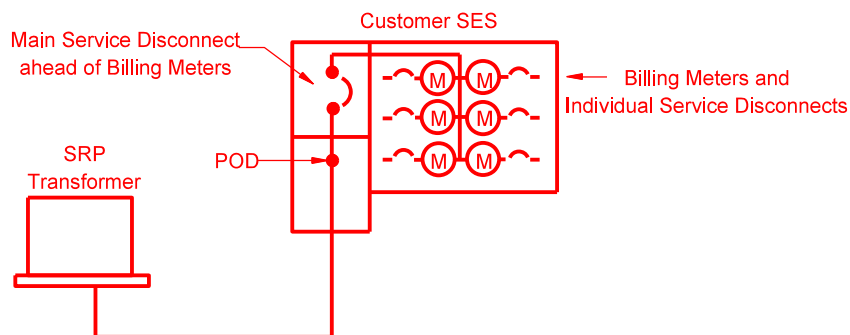 Customer SES
Main Service Disconnect
ahead of Billing Meters
M M
M M
M M
Billing Meters and
Individual Service Disconnects
SRP
Transformer
POD